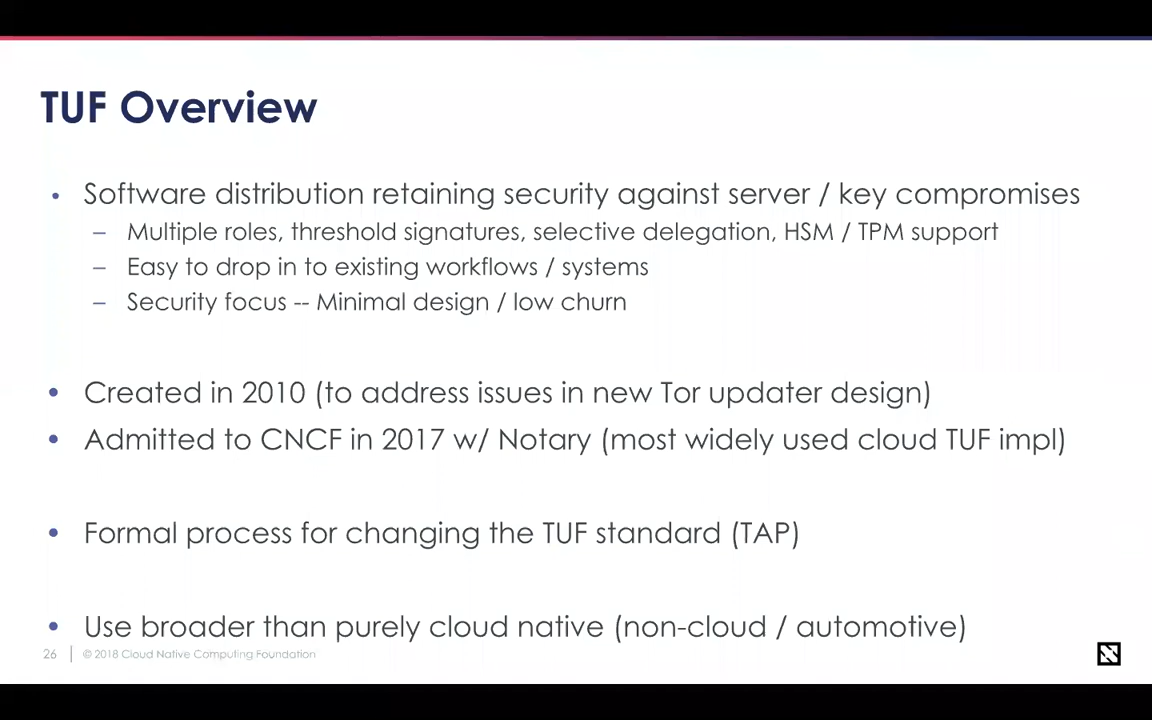 TUF Overview
• Software distribution retaining security against server / key compromises
– Multiple roles, threshold signatures, selective delegation, HSM / TPM support
– Easy to drop in to existing workflows / systems
– Security focus -- Minimal design / low churn
• Created in 2010 (to address issues in new Tor updater design)
• Admitted to CNCF in 2017 w/ Notary (most widely used cloud TUF impl)
• Formal process for changing the TUF standard (TAP)
• Use broader than purely cloud native (non-cloud / automotive)
26 | © 2018 Cloud Native Computing Foundation